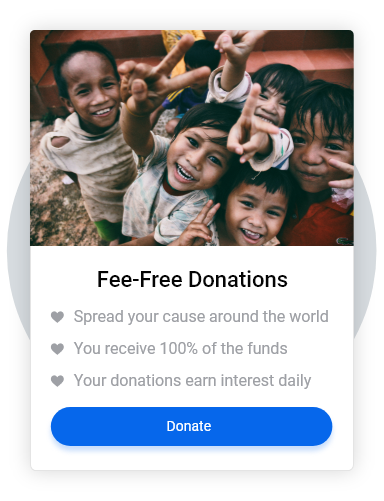 Fee-Free Donations
Spread your cause around the world
You receive 100% of the funds
Your donations earn interest daily
Donate